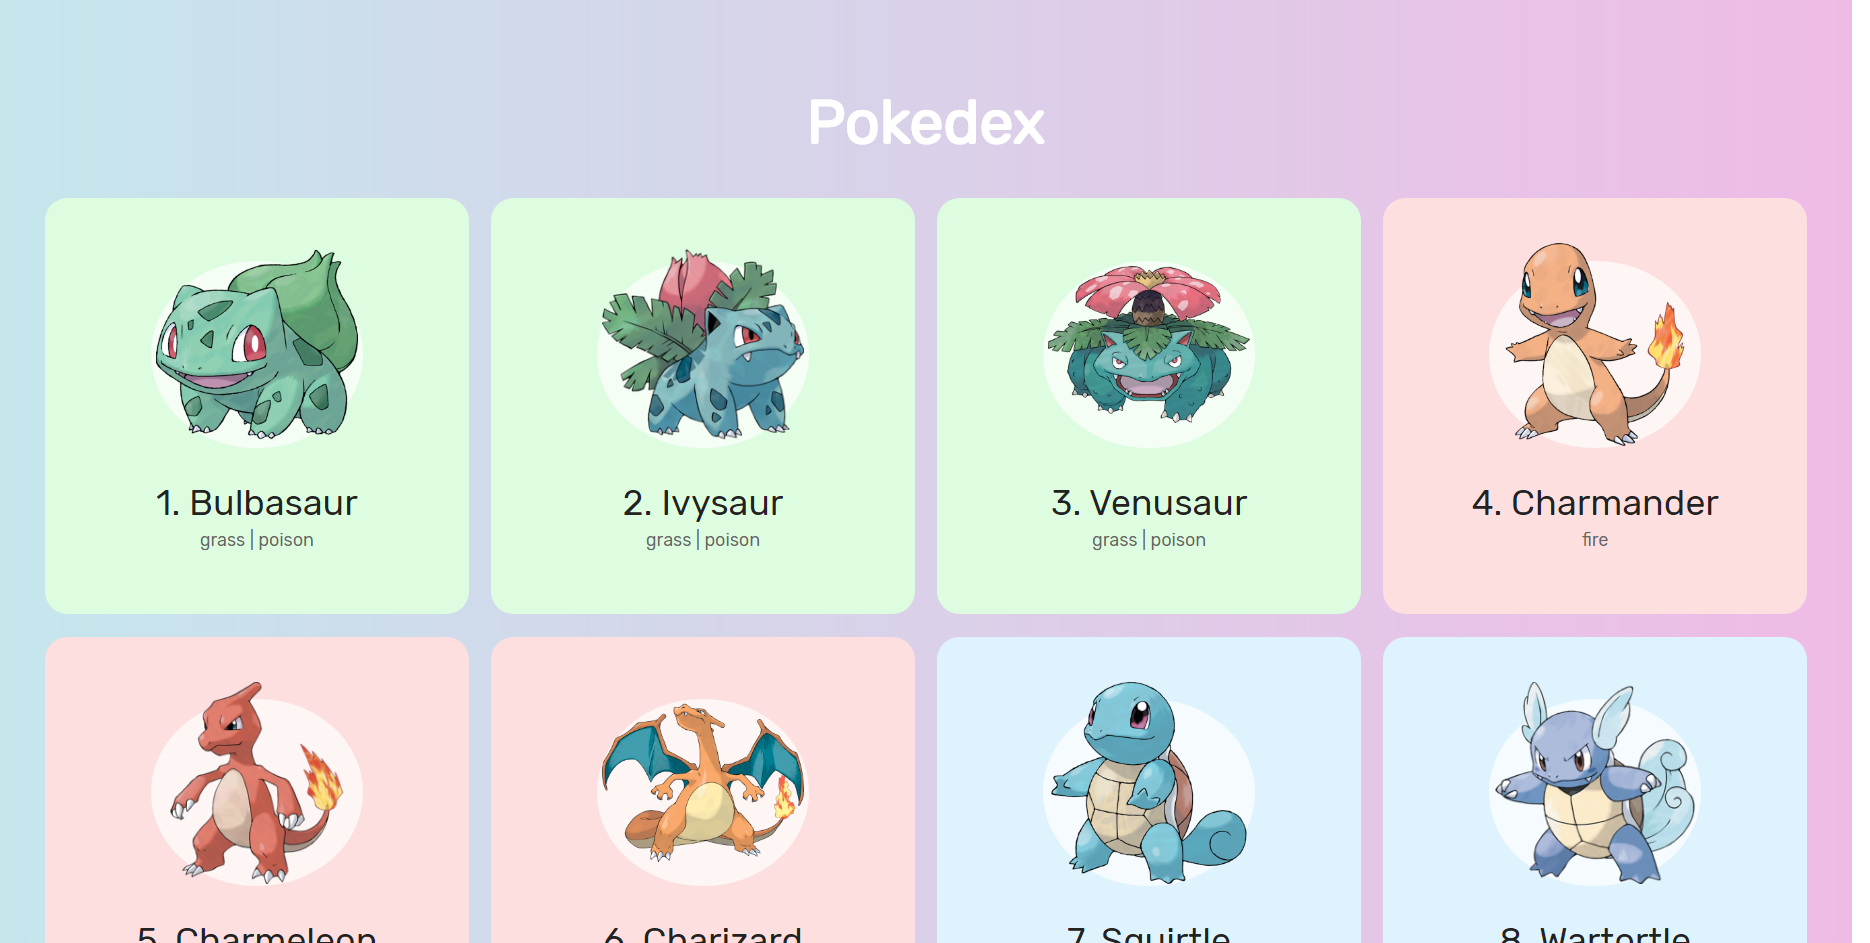 Pokedex
1. Bulbasaur
grass | poison
2. Ivysaur
grass | poison
3. Venusaur
grass | poison
4. Charmander
fire
5. Charmeleon
6. Charizard
7. Squirtle
8. Wartortle